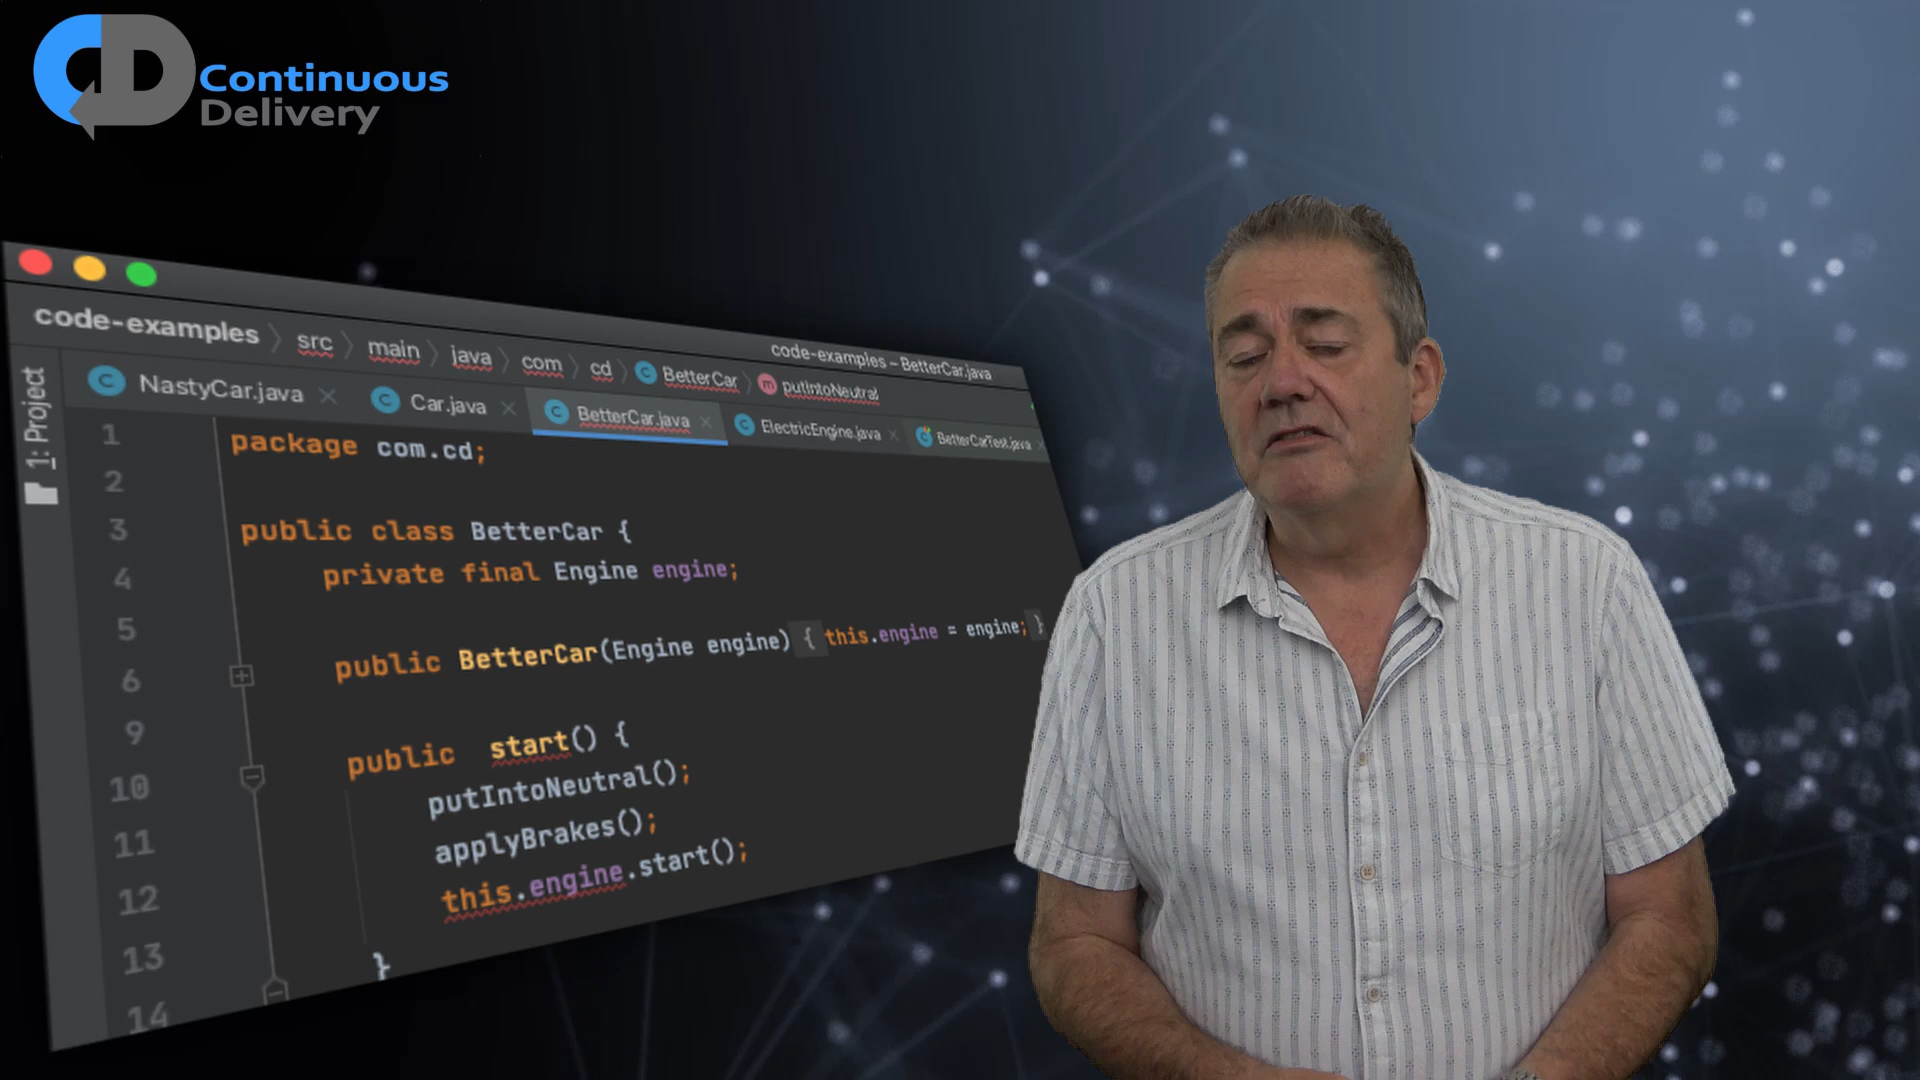 Continuous
Delivery
code-examples – BetterCar.java
code-examples src main java com cd BetterCar putIntoNeutral
NastyCar.java Car.java BetterCar.java ElectricEngine.java BetterCarTest.java
1: Project
1 package com.cd;
2
3 public class BetterCar {
4 private final Engine engine;
5
6 public BetterCar(Engine engine) { this.engine = engine; }
9
10 public start() {
11 putIntoNeutral();
12 applyBrakes();
13 this.engine.start();
14 }